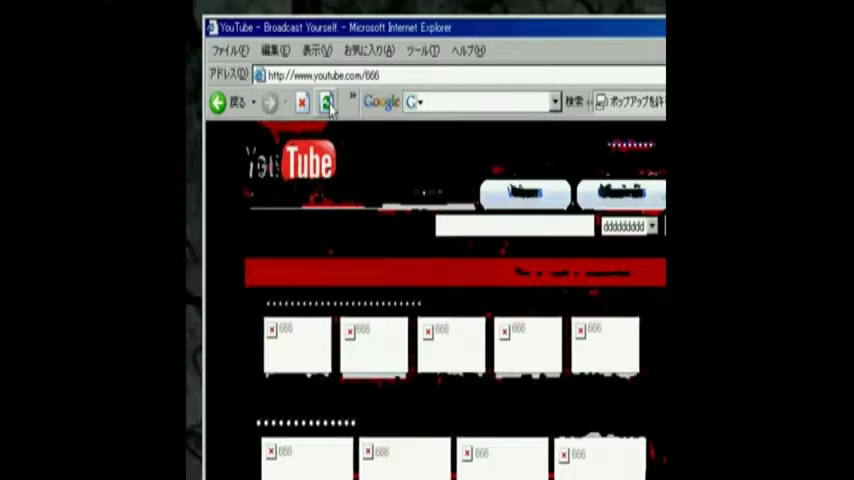 YouTube - Broadcast Yourself. - Microsoft Internet Explorer
ファイル(F) 編集(E) 表示(V) お気に入り(A) ツール(T) ヘルプ(H)
アドレス(D) http://www.youtube.com/666
戻る » Google G 検索 ポップアップを許
YouTube
ddddddddd
666 666 666 666 666
666 666 666 666